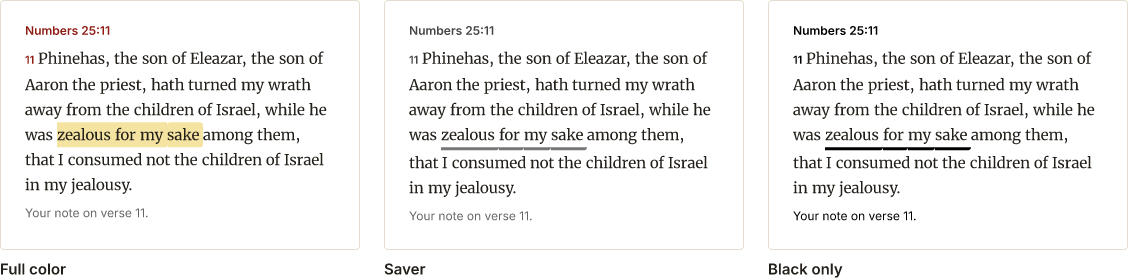 Numbers 25:11
11 Phinehas, the son of Eleazar, the son of
Aaron the priest, hath turned my wrath
away from the children of Israel, while he
was zealous for my sake among them,
that I consumed not the children of Israel
in my jealousy.
Your note on verse 11.
Full color
Numbers 25:11
11 Phinehas, the son of Eleazar, the son of
Aaron the priest, hath turned my wrath
away from the children of Israel, while he
was zealous for my sake among them,
that I consumed not the children of Israel
in my jealousy.
Your note on verse 11.
Saver
Numbers 25:11
11 Phinehas, the son of Eleazar, the son of
Aaron the priest, hath turned my wrath
away from the children of Israel, while he
was zealous for my sake among them,
that I consumed not the children of Israel
in my jealousy.
Your note on verse 11.
Black only